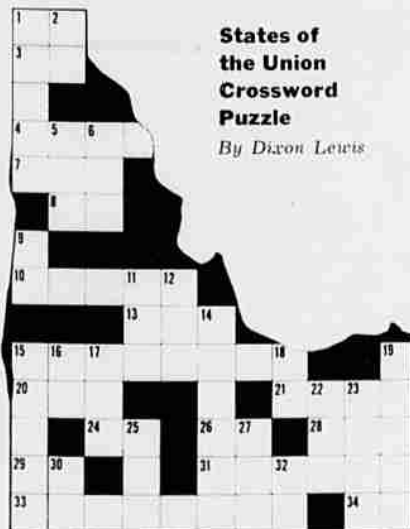 States of
the Union
Crossword
Puzzle
By Dixon Lewis
1 2
3
4 5 6
7
8
9
10 11 12
13 14
15 16 17 18 19
20 21 22 23
24 25 26 27 28
29 30 31 32
33 34